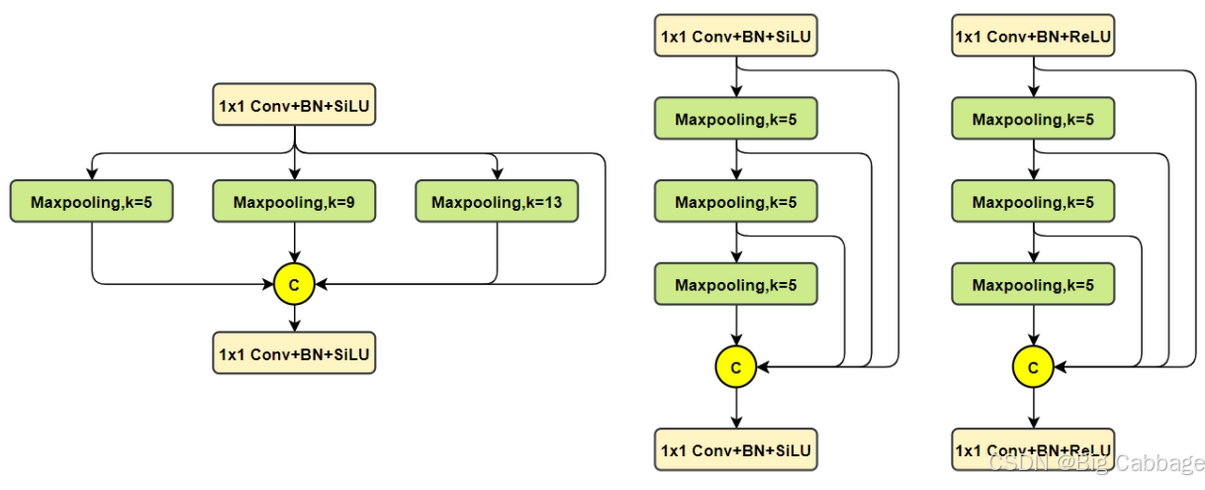 1x1 Conv+BN+SiLU
Maxpooling,k=5
Maxpooling,k=9
Maxpooling,k=13
C
1x1 Conv+BN+SiLU
1x1 Conv+BN+SiLU
Maxpooling,k=5
Maxpooling,k=5
Maxpooling,k=5
C
1x1 Conv+BN+SiLU
1x1 Conv+BN+ReLU
Maxpooling,k=5
Maxpooling,k=5
Maxpooling,k=5
C
1x1 Conv+BN+ReLU
CSDN @Big Cabbage